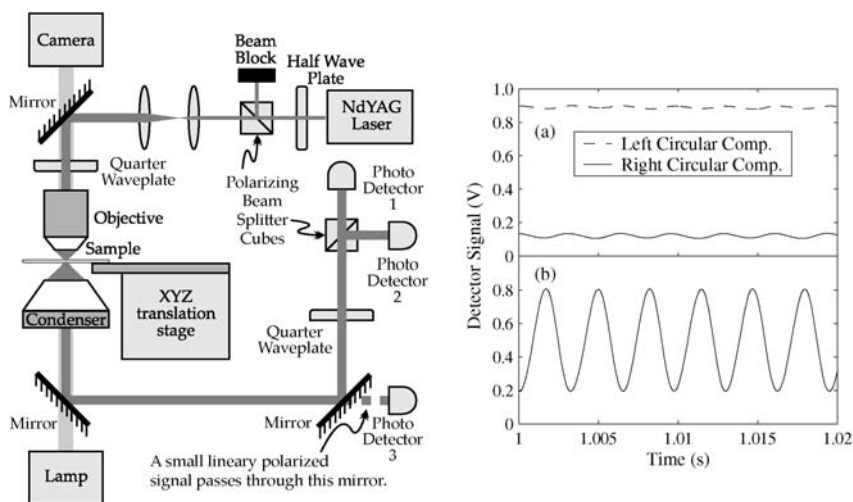 Camera
Mirror
Beam
Block
Half Wave
Plate
NdYAG
Laser
Quarter
Waveplate
Polarizing
Beam
Splitter
Cubes
Photo
Detector
1
Objective
Sample
Photo
Detector
2
XYZ
translation
stage
Condenser
Quarter
Waveplate
Mirror
Mirror
Photo
Detector
3
A small lineary polarized
signal passes through this mirror.
Lamp
1.0
0.8
0.6
0.4
0.2
0
(a)
Left Circular Comp.
Right Circular Comp.
Detector Signal (V)
(b)
0.8
0.6
0.4
0.2
0
1 1.005 1.01 1.015 1.02
Time (s)